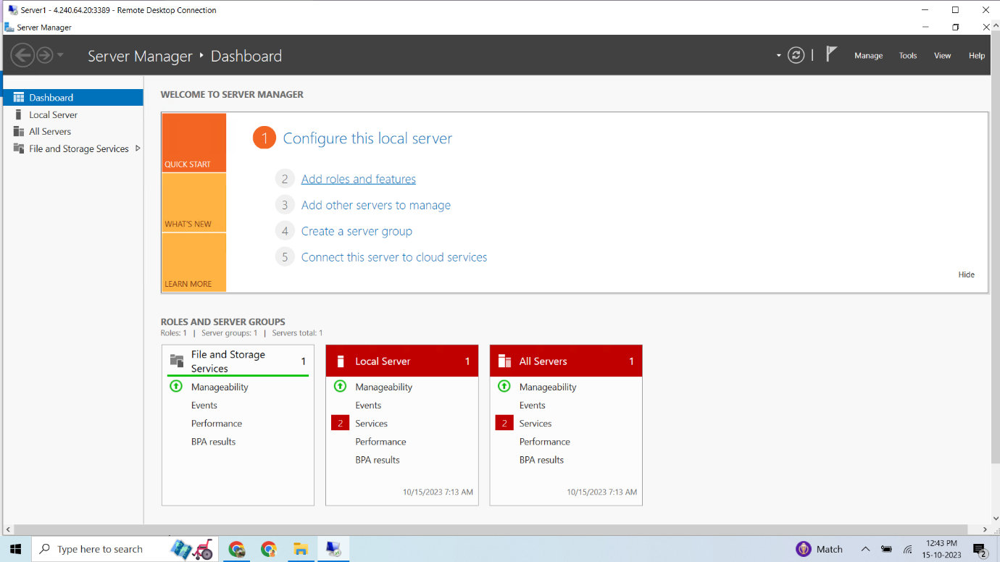 Server1 - 4.240.64.20:3389 - Remote Desktop Connection
Server Manager
Server Manager ‣ Dashboard
Manage Tools View Help
Dashboard
Local Server
All Servers
File and Storage Services
WELCOME TO SERVER MANAGER
QUICK START
WHAT'S NEW
LEARN MORE
1 Configure this local server
2 Add roles and features
3 Add other servers to manage
4 Create a server group
5 Connect this server to cloud services
Hide
ROLES AND SERVER GROUPS
Roles: 1 | Server groups: 1 | Servers total: 1
File and Storage
Services 1
Manageability
Events
Performance
BPA results
Local Server 1
Manageability
Events
2 Services
Performance
BPA results
10/15/2023 7:13 AM
All Servers 1
Manageability
Events
2 Services
Performance
BPA results
10/15/2023 7:13 AM
Type here to search
Match
12:43 PM
15-10-2023
2